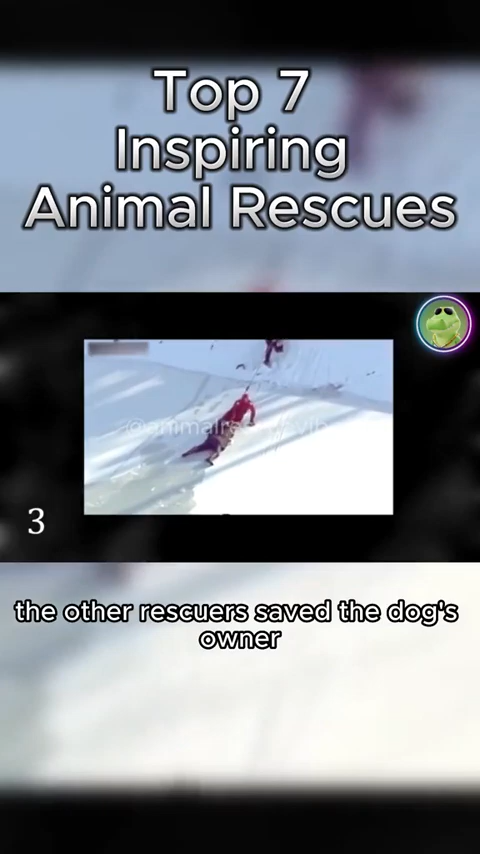 Top 7
Inspiring
Animal Rescues
3
the other rescuers saved the dog's
owner